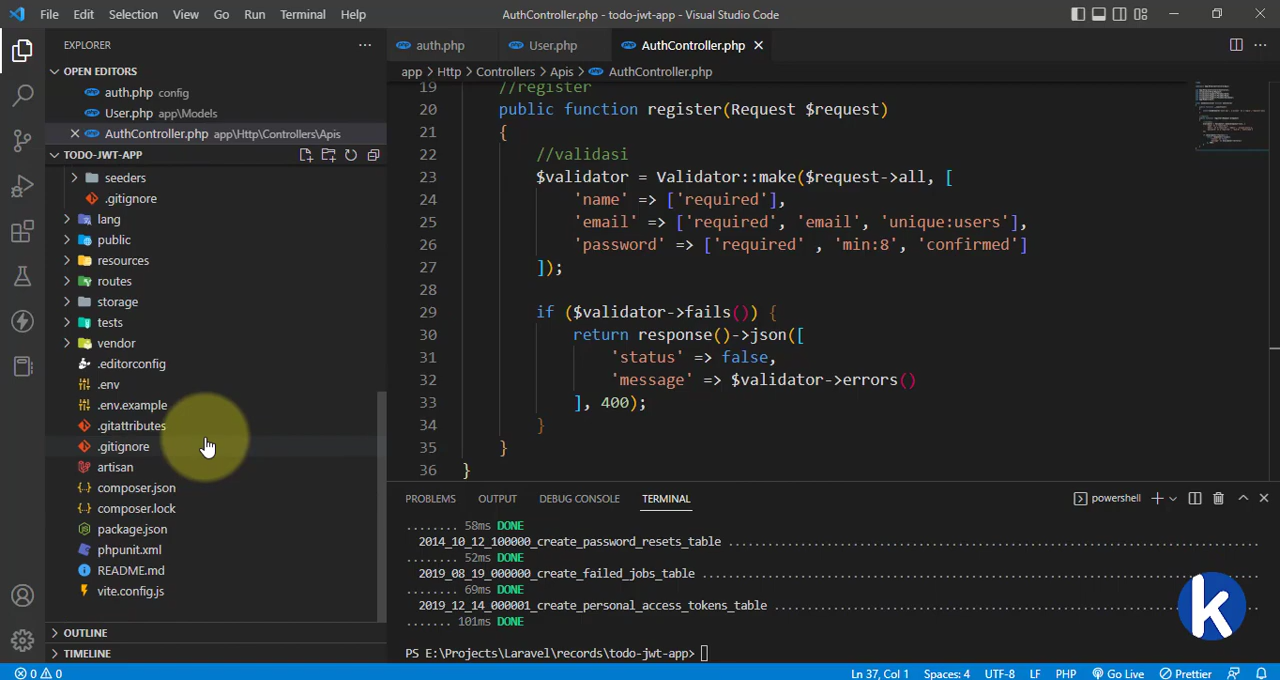 File Edit Selection View Go Run Terminal Help AuthController.php - todo-jwt-app - Visual Studio Code
EXPLORER
OPEN EDITORS
auth.php config
User.php app\Models
AuthController.php app\Http\Controllers\Apis
TODO-JWT-APP
seeders
.gitignore
lang
public
resources
routes
storage
tests
vendor
.editorconfig
.env
.env.example
.gitattributes
.gitignore
artisan
composer.json
composer.lock
package.json
phpunit.xml
README.md
vite.config.js
OUTLINE
TIMELINE
auth.php User.php AuthController.php
app > Http > Controllers > Apis > AuthController.php
19 //register
20 public function register(Request $request)
21 {
22 //validasi
23 $validator = Validator::make($request->all, [
24 'name' => ['required'],
25 'email' => ['required', 'email', 'unique:users'],
26 'password' => ['required' , 'min:8', 'confirmed']
27 ]);
28
29 if ($validator->fails()) {
30 return response()->json([
31 'status' => false,
32 'message' => $validator->errors()
33 ], 400);
34 }
35 }
36 }
PROBLEMS OUTPUT DEBUG CONSOLE TERMINAL powershell
........ 58ms DONE
2014_10_12_100000_create_password_resets_table ..........................................................
........ 52ms DONE
2019_08_19_000000_create_failed_jobs_table .............................................................
........ 69ms DONE
2019_12_14_000001_create_personal_access_tokens_table ....................................................
....... 101ms DONE
PS E:\Projects\Laravel\records\todo-jwt-app>
k
0 0 Ln 37, Col 1 Spaces: 4 UTF-8 LF PHP Go Live Prettier